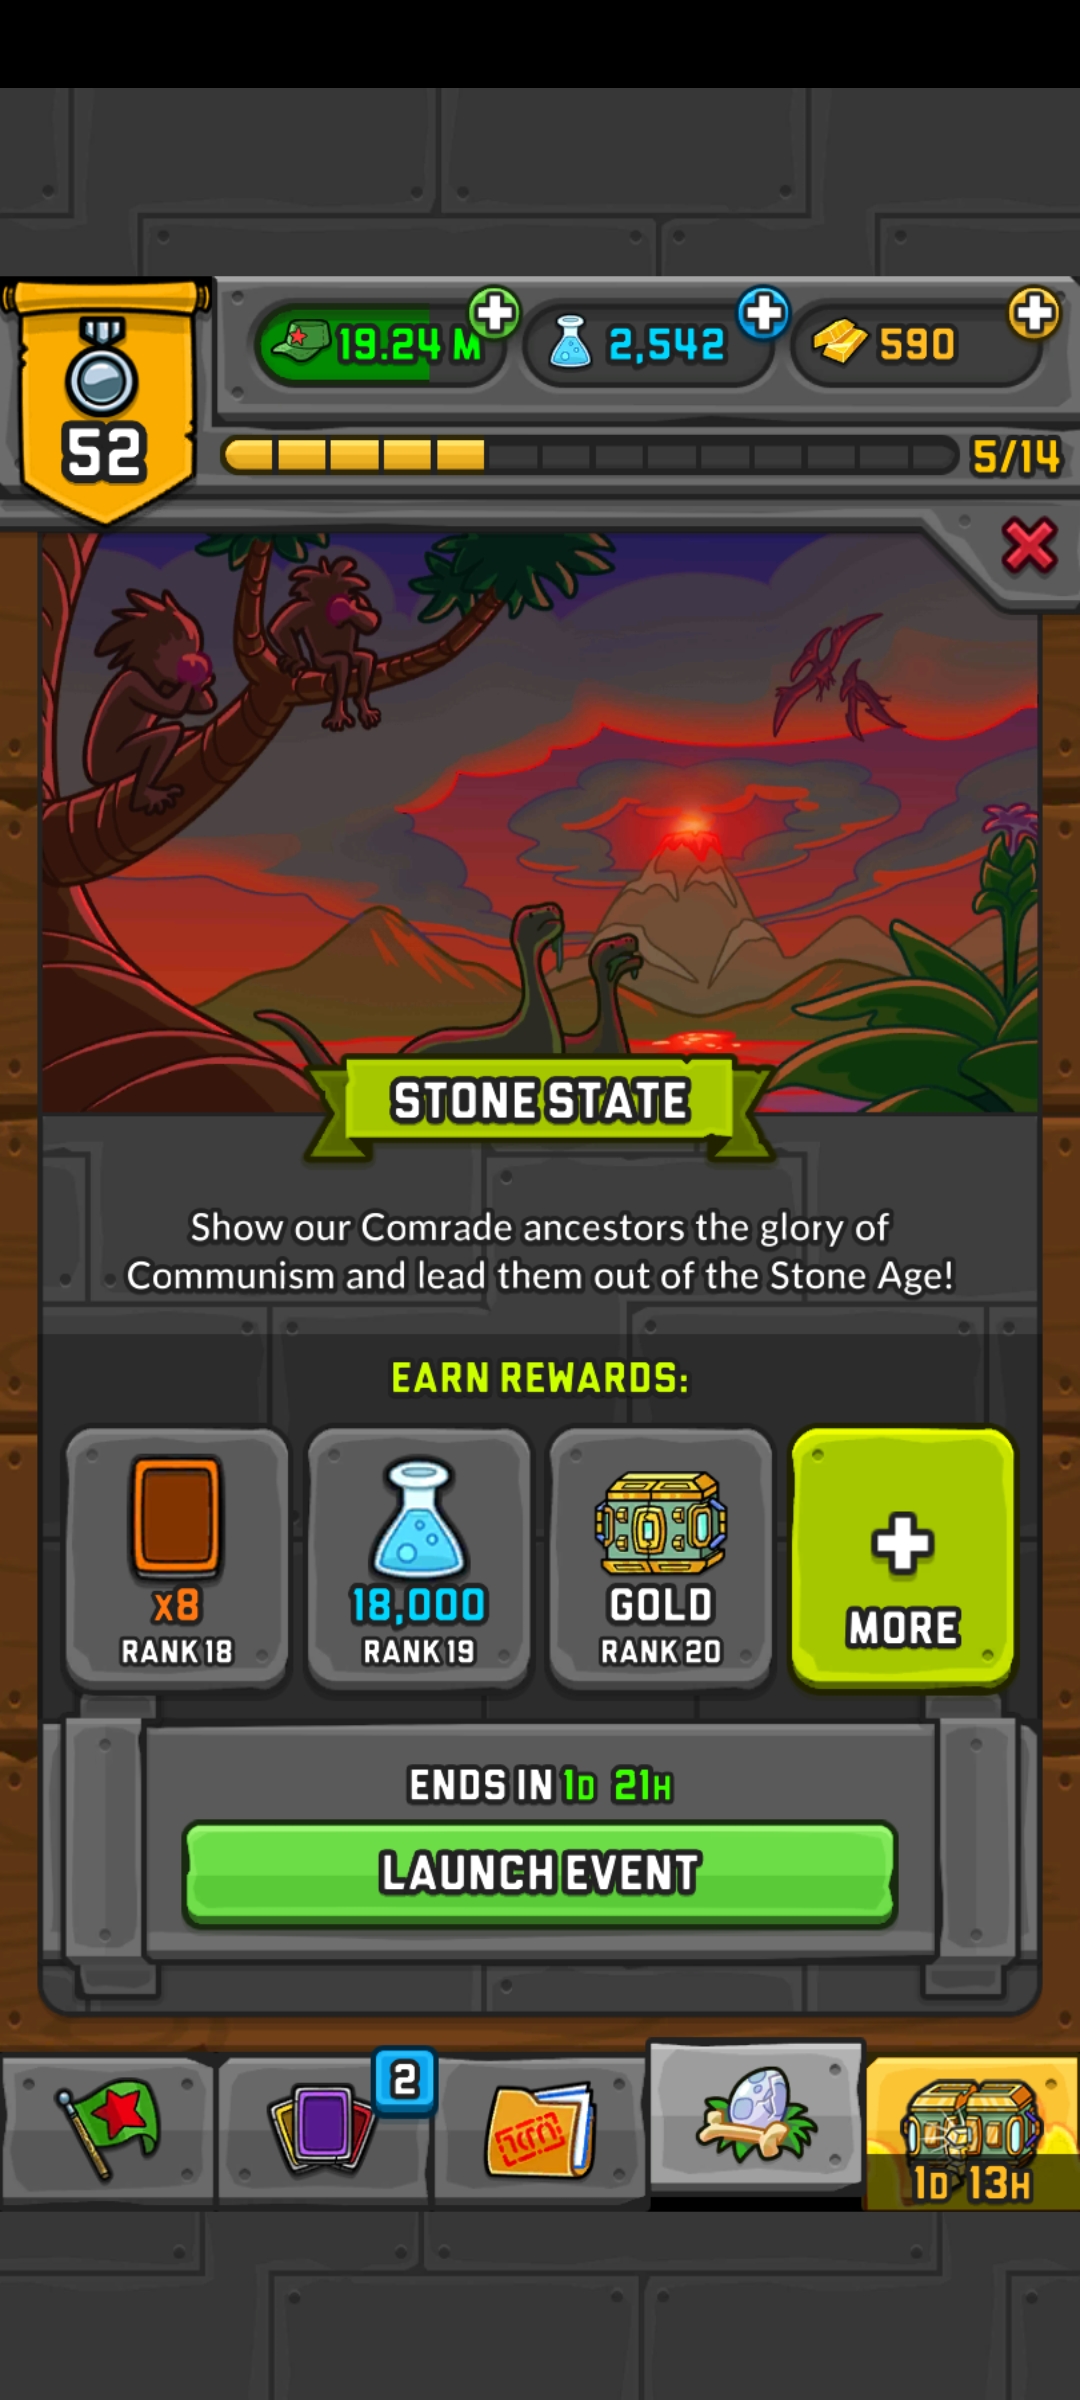 19.24 M
2,542
590
52
5/14
STONE STATE
Show our Comrade ancestors the glory of
Communism and lead them out of the Stone Age!
EARN REWARDS:
x8
RANK 18
18,000
RANK 19
GOLD
RANK 20
MORE
ENDS IN 1D 21H
LAUNCH EVENT
2
1D 13H